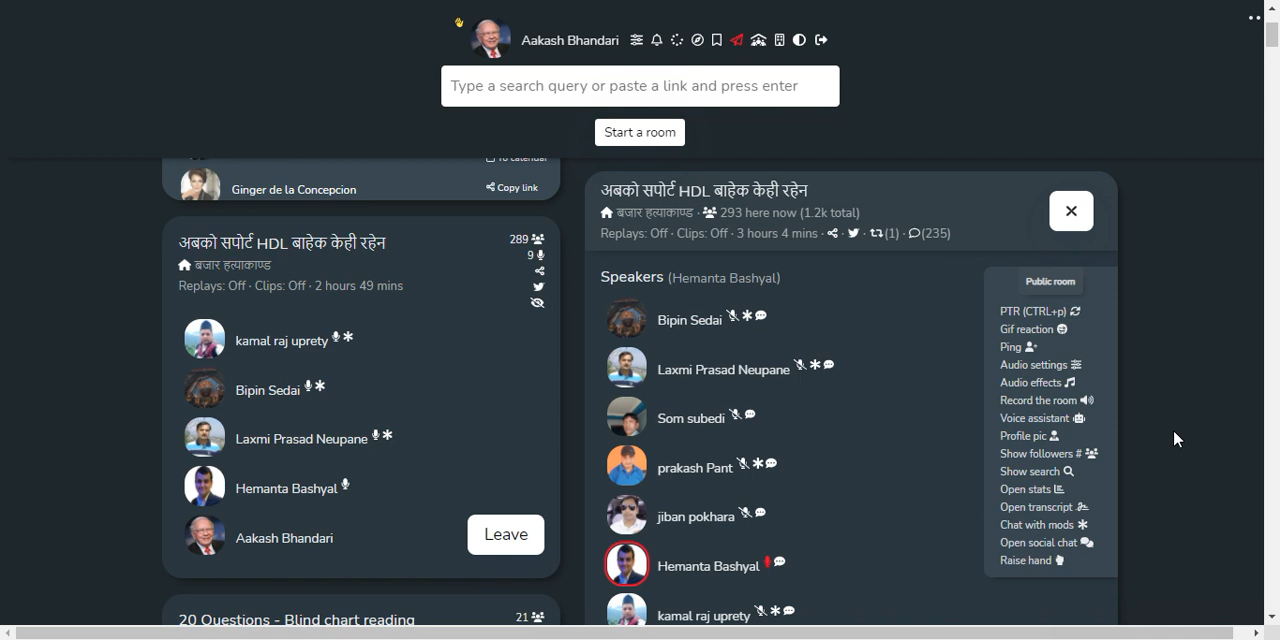 Aakash Bhandari
Type a search query or paste a link and press enter
Start a room
To calendar
Ginger de la Concepcion
Copy link
अबको सपोर्ट HDL बाहेक केही रहेन
289
बजार हत्याकाण्ड
9
Replays: Off · Clips: Off · 2 hours 49 mins
kamal raj uprety
Bipin Sedai
Laxmi Prasad Neupane
Hemanta Bashyal
Aakash Bhandari
Leave
20 Questions - Blind chart reading
21
अबको सपोर्ट HDL बाहेक केही रहेन
बजार हत्याकाण्ड · 293 here now (1.2k total)
Replays: Off · Clips: Off · 3 hours 4 mins · · · (1) · (235)
Speakers (Hemanta Bashyal)
Bipin Sedai
Laxmi Prasad Neupane
Som subedi
prakash Pant
jiban pokhara
Hemanta Bashyal
kamal raj uprety
Public room
PTR (CTRL+p)
Gif reaction
Ping
Audio settings
Audio effects
Record the room
Voice assistant
Profile pic
Show followers #
Show search
Open stats
Open transcript
Chat with mods
Open social chat
Raise hand